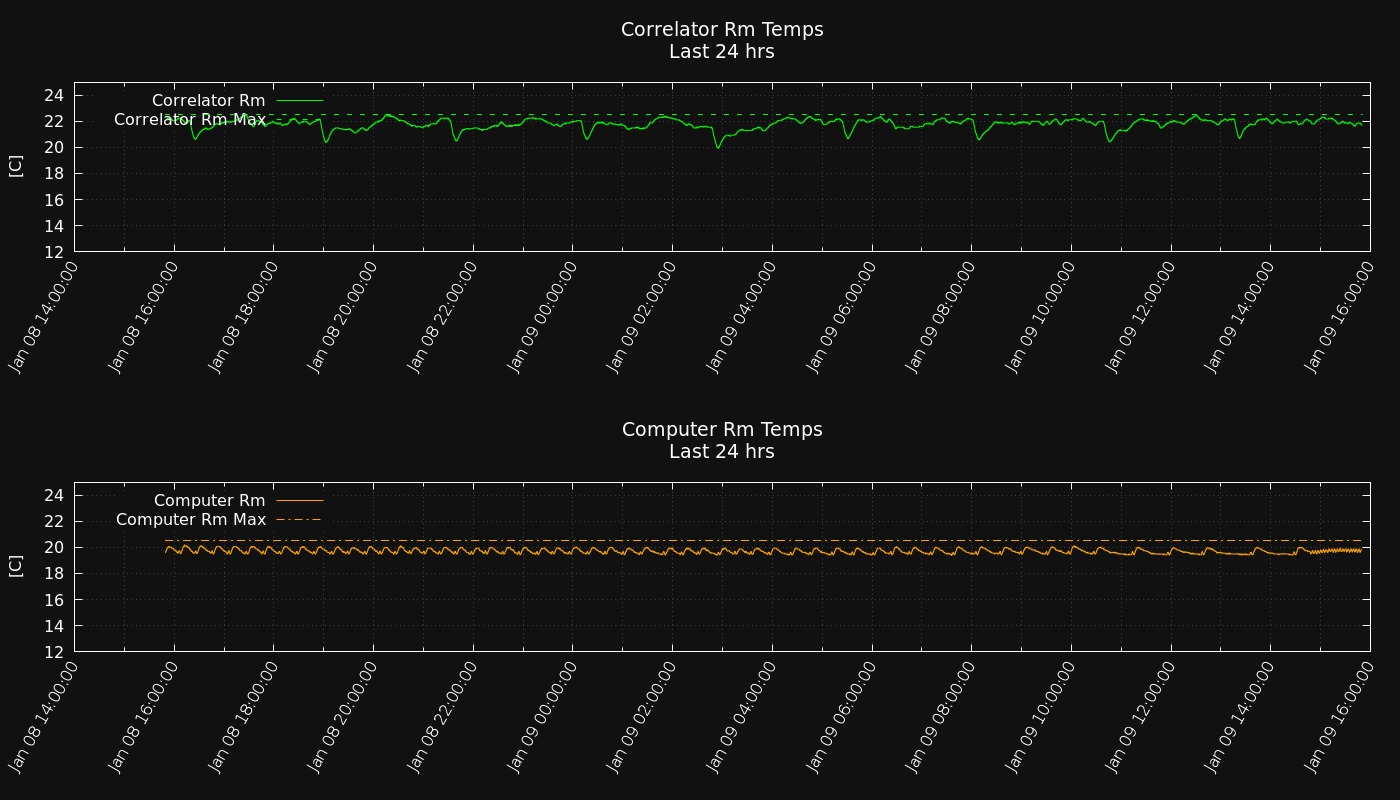 Correlator Rm Temps
Last 24 hrs
Correlator Rm
Correlator Rm Max
[C]
24
22
20
18
16
14
12
Jan 08 14:00:00
Jan 08 16:00:00
Jan 08 18:00:00
Jan 08 20:00:00
Jan 08 22:00:00
Jan 09 00:00:00
Jan 09 02:00:00
Jan 09 04:00:00
Jan 09 06:00:00
Jan 09 08:00:00
Jan 09 10:00:00
Jan 09 12:00:00
Jan 09 14:00:00
Jan 09 16:00:00
Computer Rm Temps
Last 24 hrs
Computer Rm
Computer Rm Max
[C]
24
22
20
18
16
14
12
Jan 08 14:00:00
Jan 08 16:00:00
Jan 08 18:00:00
Jan 08 20:00:00
Jan 08 22:00:00
Jan 09 00:00:00
Jan 09 02:00:00
Jan 09 04:00:00
Jan 09 06:00:00
Jan 09 08:00:00
Jan 09 10:00:00
Jan 09 12:00:00
Jan 09 14:00:00
Jan 09 16:00:00